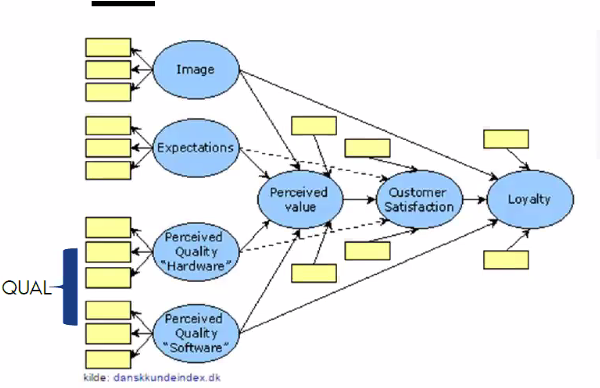 Image
Expectations
Perceived
value
Customer
Satisfaction
Loyalty
Perceived
Quality
"Hardware"
QUAL
Perceived
Quality
"Software"
kilde: danskkundeindex.dk